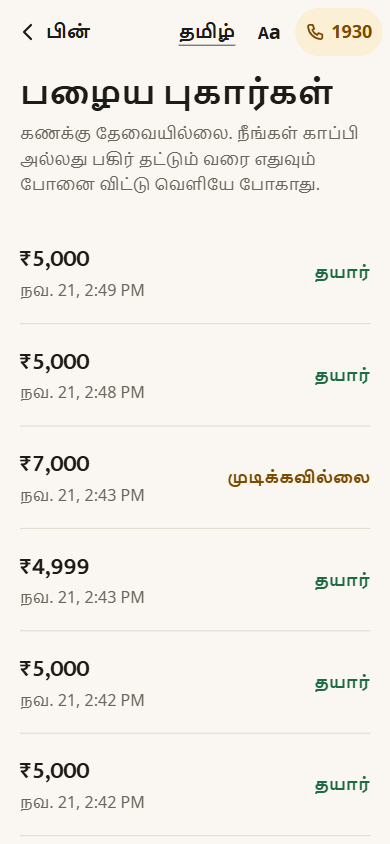 பின்
தமிழ்
Aa
1930
பழைய புகார்கள்
கணக்கு தேவையில்லை. நீங்கள் காப்பி
அல்லது பகிர் தட்டும் வரை எதுவும்
போனை விட்டு வெளியே போகாது.
₹5,000
தயார்
நவ. 21, 2:49 PM
₹5,000
தயார்
நவ. 21, 2:48 PM
₹7,000
முடிக்கவில்லை
நவ. 21, 2:43 PM
₹4,999
தயார்
நவ. 21, 2:43 PM
₹5,000
தயார்
நவ. 21, 2:42 PM
₹5,000
தயார்
நவ. 21, 2:42 PM